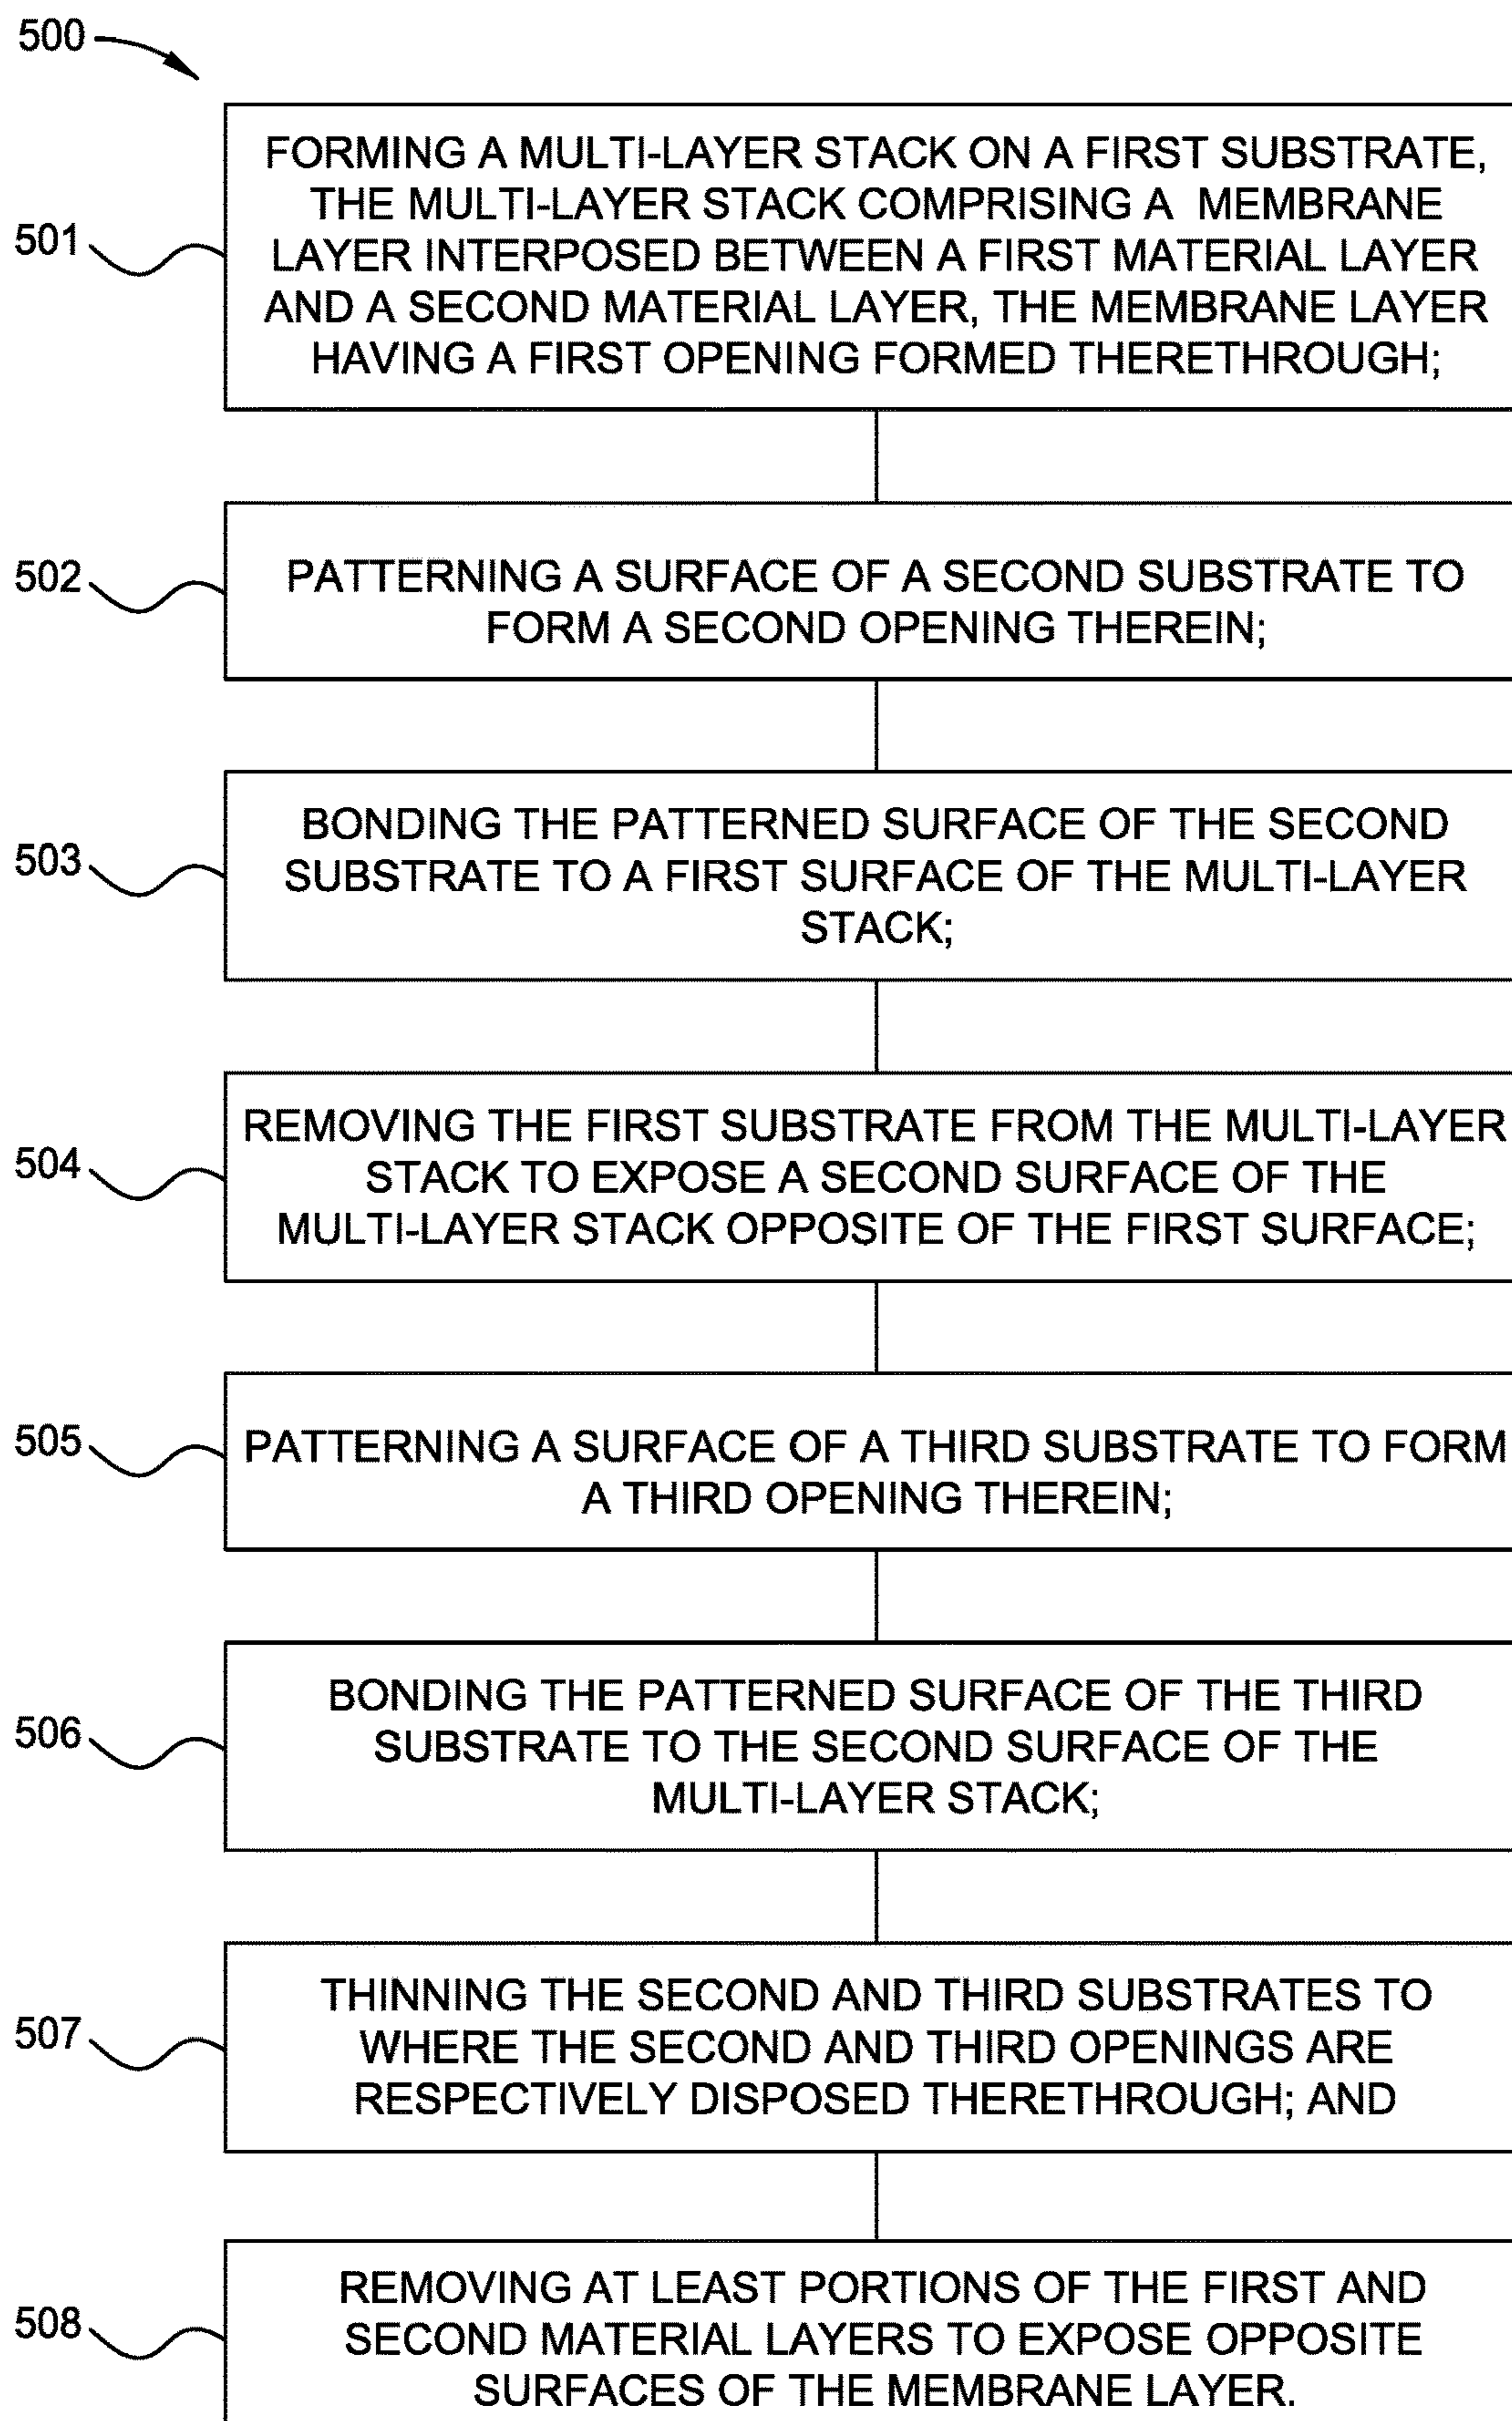 500
501
FORMING A MULTI-LAYER STACK ON A FIRST SUBSTRATE,
THE MULTI-LAYER STACK COMPRISING A MEMBRANE
LAYER INTERPOSED BETWEEN A FIRST MATERIAL LAYER
AND A SECOND MATERIAL LAYER, THE MEMBRANE LAYER
HAVING A FIRST OPENING FORMED THERETHROUGH;
502
PATTERNING A SURFACE OF A SECOND SUBSTRATE TO
FORM A SECOND OPENING THEREIN;
503
BONDING THE PATTERNED SURFACE OF THE SECOND
SUBSTRATE TO A FIRST SURFACE OF THE MULTI-LAYER
STACK;
504
REMOVING THE FIRST SUBSTRATE FROM THE MULTI-LAYER
STACK TO EXPOSE A SECOND SURFACE OF THE
MULTI-LAYER STACK OPPOSITE OF THE FIRST SURFACE;
505
PATTERNING A SURFACE OF A THIRD SUBSTRATE TO FORM
A THIRD OPENING THEREIN;
506
BONDING THE PATTERNED SURFACE OF THE THIRD
SUBSTRATE TO THE SECOND SURFACE OF THE
MULTI-LAYER STACK;
507
THINNING THE SECOND AND THIRD SUBSTRATES TO
WHERE THE SECOND AND THIRD OPENINGS ARE
RESPECTIVELY DISPOSED THERETHROUGH; AND
508
REMOVING AT LEAST PORTIONS OF THE FIRST AND
SECOND MATERIAL LAYERS TO EXPOSE OPPOSITE
SURFACES OF THE MEMBRANE LAYER.